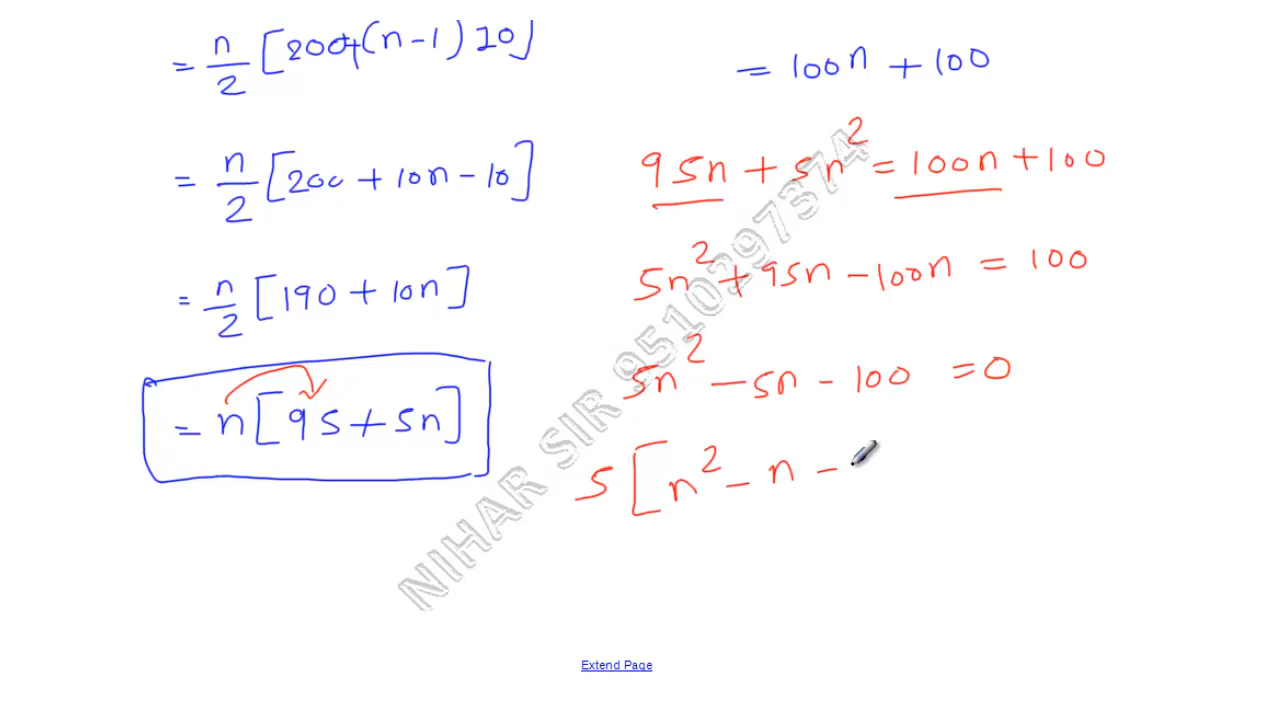 = n/2 [200+(n-1)10]
= n/2 [200 + 10n - 10]
= n/2 [190 + 10n]
= n[95+5n]
= 100n + 100
95n + 5n² = 100n + 100
5n² + 95n - 100n = 100
5n² - 5n - 100 = 0
5[n² - n -
NIHAR SIR 9510297374
Extend Page